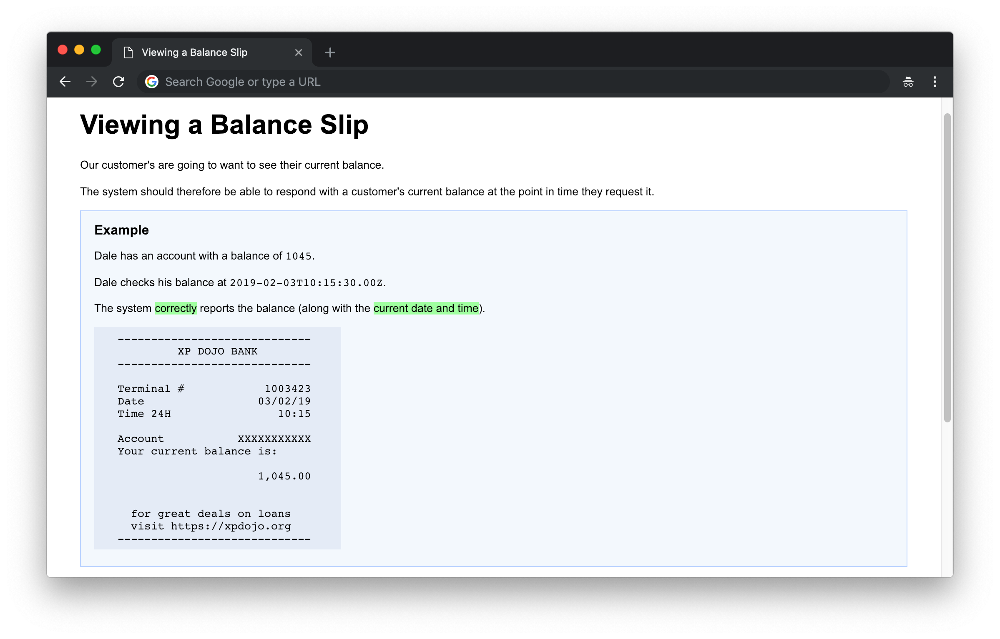 Viewing a Balance Slip
Search Google or type a URL
Viewing a Balance Slip
Our customer's are going to want to see their current balance.
The system should therefore be able to respond with a customer's current balance at the point in time they request it.
Example
Dale has an account with a balance of 1045.
Dale checks his balance at 2019-02-03T10:15:30.00Z.
The system correctly reports the balance (along with the current date and time).
-----------------------------
XP DOJO BANK
-----------------------------
Terminal # 1003423
Date 03/02/19
Time 24H 10:15
Account XXXXXXXXXXX
Your current balance is:
1,045.00
for great deals on loans
visit https://xpdojo.org
-----------------------------